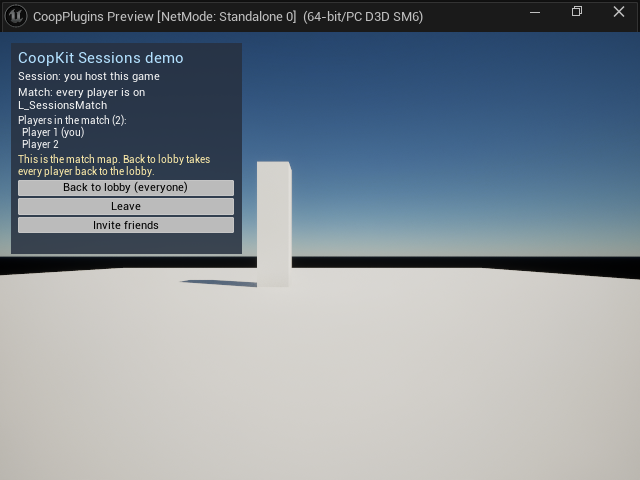 CoopPlugins Preview [NetMode: Standalone 0]  (64-bit/PC D3D SM6)
CoopKit Sessions demo
Session: you host this game
Match: every player is on
L_SessionsMatch
Players in the match (2):
Player 1 (you)
Player 2
This is the match map. Back to lobby takes
every player back to the lobby.
Back to lobby (everyone)
Leave
Invite friends